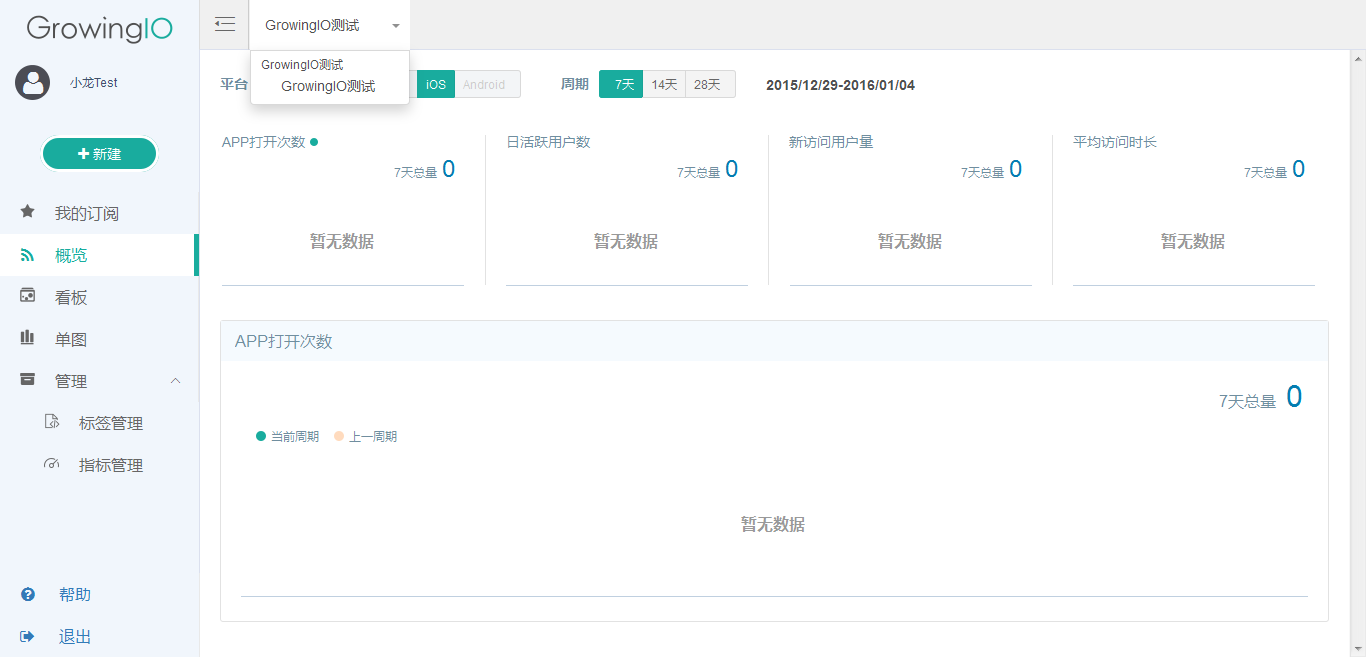 GrowingIO
小龙Test
新建
我的订阅
概览
看板
单图
管理
标签管理
指标管理
帮助
退出
GrowingIO测试
GrowingIO测试
GrowingIO测试
平台
iOS
Android
周期
7天
14天
28天
2015/12/29-2016/01/04
APP打开次数
7天总量 0
暂无数据
日活跃用户数
7天总量 0
暂无数据
新访问用户量
7天总量 0
暂无数据
平均访问时长
7天总量 0
暂无数据
APP打开次数
7天总量 0
当前周期
上一周期
暂无数据